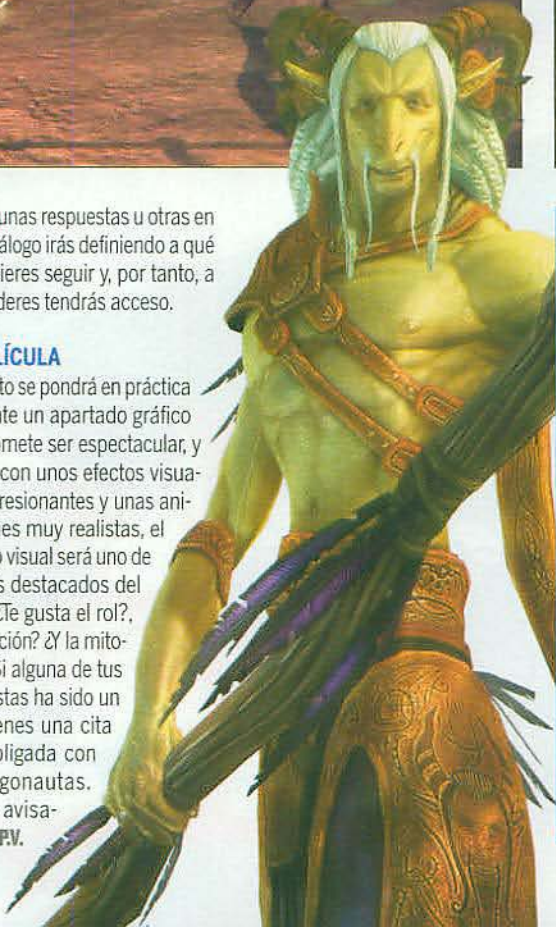 unas respuestas u otras en
álogo irás definiendo a qué
ieres seguir y, por tanto, a
deres tendrás acceso.
LÍCULA
to se pondrá en práctica
nte un apartado gráfico
omete ser espectacular, y
con unos efectos visua-
resionantes y unas ani-
es muy realistas, el
o visual será uno de
s destacados del
¿Te gusta el rol?,
ción? ¿Y la mito-
Si alguna de tus
stas ha sido un
enes una cita
bligada con
gonautas.
avisa-
P.V.